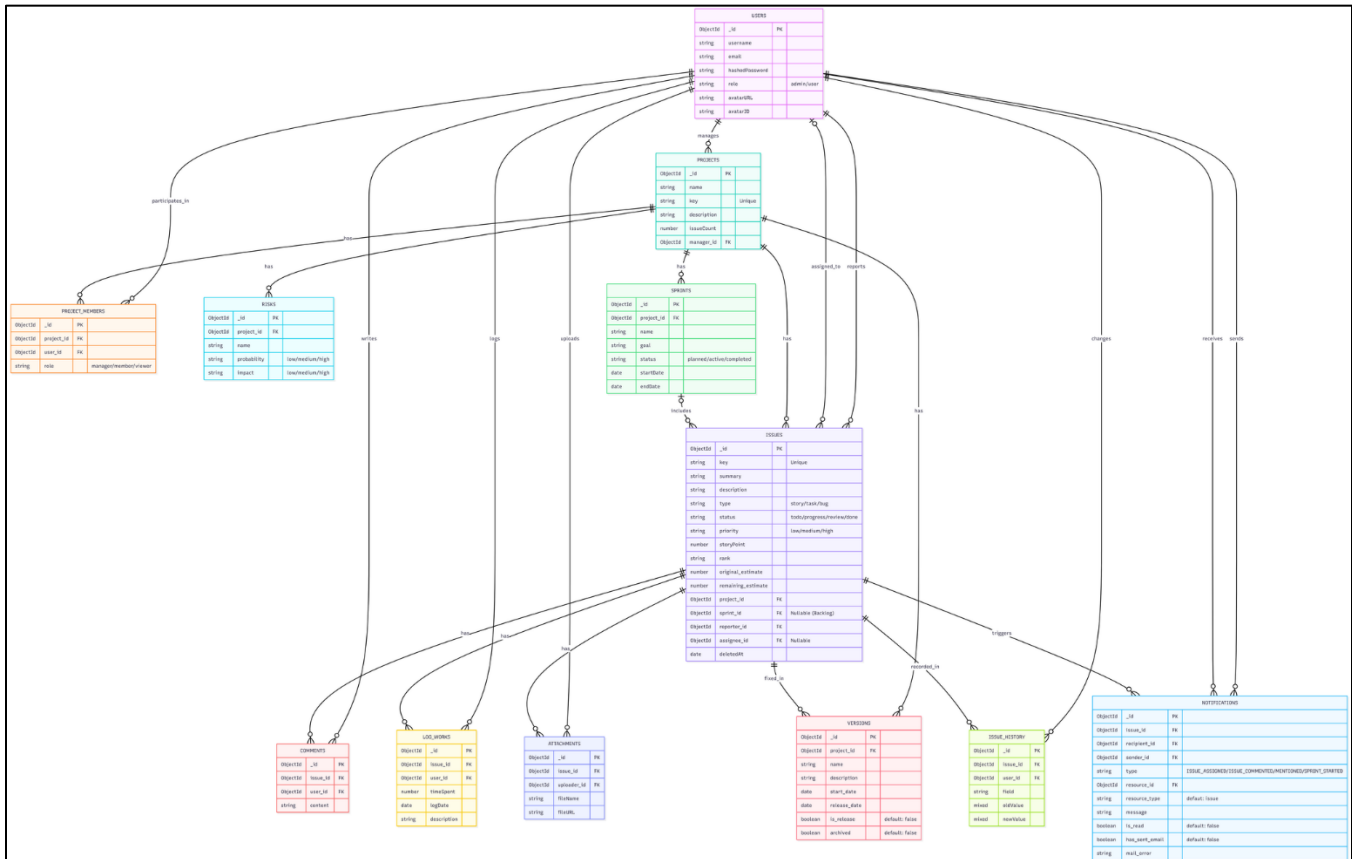 USERS
ObjectId _id PK
string username
string email
string hashedPassword
string role admin/user
string avatarURL
string avatarID
manages
PROJECTS
ObjectId _id PK
string name
string key Unique
string description
number issueCount
ObjectId manager_id FK
participates_in
has
has
has
assigned_to
reports
SPRINTS
ObjectId _id PK
ObjectId project_id FK
string name
string goal
string status planned/active/completed
date startDate
date endDate
PROJECT_MEMBERS
ObjectId _id PK
ObjectId project_id FK
ObjectId user_id FK
string role manager/member/viewer
RISKS
ObjectId _id PK
ObjectId project_id FK
string name
string probability low/medium/high
string impact low/medium/high
writes
logs
uploads
has
changes
receives
sends
includes
has
ISSUES
ObjectId _id PK
string key Unique
string summary
string description
string type story/task/bug
string status todo/progress/review/done
string priority low/medium/high
number storyPoint
string rank
number original_estimate
number remaining_estimate
ObjectId project_id FK
ObjectId sprint_id FK Nullable (Backlog)
ObjectId reporter_id FK
ObjectId assignee_id FK Nullable
date deletedAt
has
has
has
triggers
fixed_in
recorded_in
COMMENTS
ObjectId _id PK
ObjectId issue_id FK
ObjectId user_id FK
string content
LOG_WORKS
ObjectId _id PK
ObjectId issue_id FK
ObjectId user_id FK
number timeSpent
date logDate
string description
ATTACHMENTS
ObjectId _id PK
ObjectId issue_id FK
ObjectId uploader_id FK
string fileName
string fileURL
VERSIONS
ObjectId _id PK
ObjectId project_id FK
string name
string description
date start_date
date release_date
boolean is_release default: false
boolean archived default: false
ISSUE_HISTORY
ObjectId _id PK
ObjectId issue_id FK
ObjectId user_id FK
string field
mixed oldValue
mixed newValue
NOTIFICATIONS
ObjectId _id PK
ObjectId issue_id FK
ObjectId recipient_id FK
ObjectId sender_id FK
string type ISSUE_ASSIGNED/ISSUE_COMMENTED/MENTIONED/SPRINT_STARTED
ObjectId resource_id FK
string resource_type defaut: issue
string message
boolean is_read default: false
boolean has_sent_email default: false
string mail_error